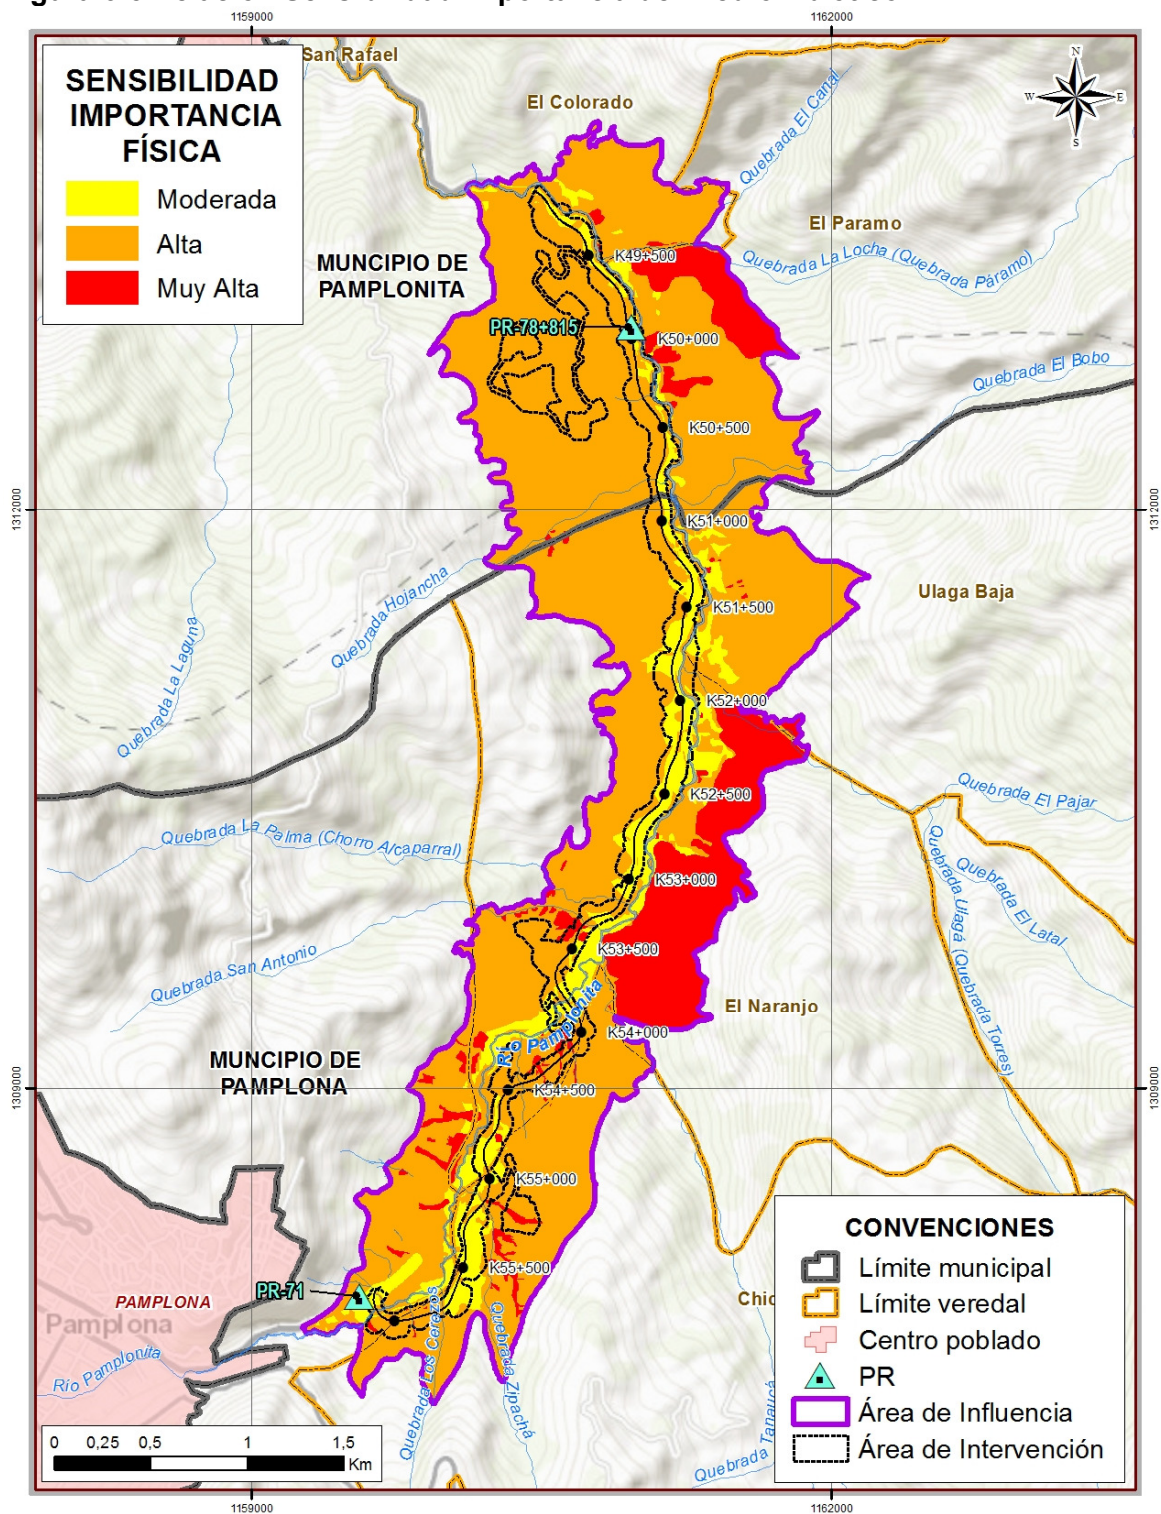 1159000
1162000
San Rafael
El Colorado
SENSIBILIDAD
IMPORTANCIA
FÍSICA
Moderada
Alta
Muy Alta
N
W
E
S
Quebrada El Canal
El Paramo
Quebrada La Locha (Quebrada Páramo)
MUNCIPIO DE
PAMPLONITA
K49+500
PR-78+815
K50+000
Quebrada El Bobo
K50+500
1312000
1312000
K51+000
Quebrada Hojancha
Ulaga Baja
K51+500
Quebrada La Laguna
K52+000
K52+500
Quebrada El Pajar
Quebrada La Palma (Chorro Alcaparral)
K53+000
Quebrada El Latal
Quebrada Ulagá (Quebrada Torres)
K53+500
Quebrada San Antonio
Río Pamplonita
El Naranjo
K54+000
MUNCIPIO DE
PAMPLONA
1309000
1309000
K54+500
K55+000
K55+500
PR-71
PAMPLONA
Pamplona
Río Pamplonita
Quebrada Los Cerezos
Quebrada Zipachá
Quebrada Tanaucá
CONVENCIONES
Límite municipal
Límite veredal
Centro poblado
PR
Área de Influencia
Área de Intervención
0 0,25 0,5 1 1,5
Km
1159000
1162000